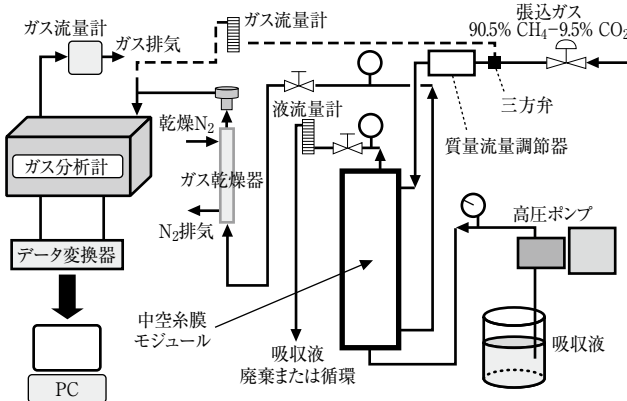 ガス流量計
張込ガス
90.5% CH₄−9.5% CO₂
ガス流量計
ガス排気
三方弁
質量流量調節器
液流量計
乾燥N₂
ガス分析計
ガス乾燥器
N₂排気
高圧ポンプ
データ変換器
中空糸膜
モジュール
吸収液
廃棄または循環
吸収液
PC